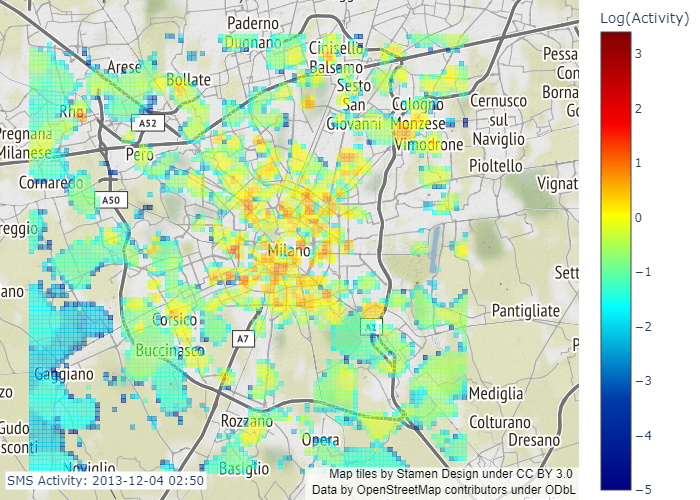 Log(Activity)
Paderno
Dugnano
Cinisello
Balsamo
Arese
Bollate
Sesto
San
Giovanni
Cologno
Monzese
Vimodrone
Cernusco
sul
Naviglio
Pessa
Con
Borna
Go
Rho
A52
Pregnana
Milanese
Pero
Pioltello
Cornaredo
Vignat
A50
reggio
Milano
Sett
ano
Pantigliate
Corsico
A1
Buccinasco
A7
P
Gaggiano
zo
Mediglia
Rozzano
Colturano
Gudo
sconti
Opera
Dresano
Noviglio
Basiglio
SMS Activity: 2013-12-04 02:50
Map tiles by Stamen Design under CC BY 3.0
Data by OpenStreetMap contributors under ODbL
3
2
1
0
−1
−2
−3
−4
−5